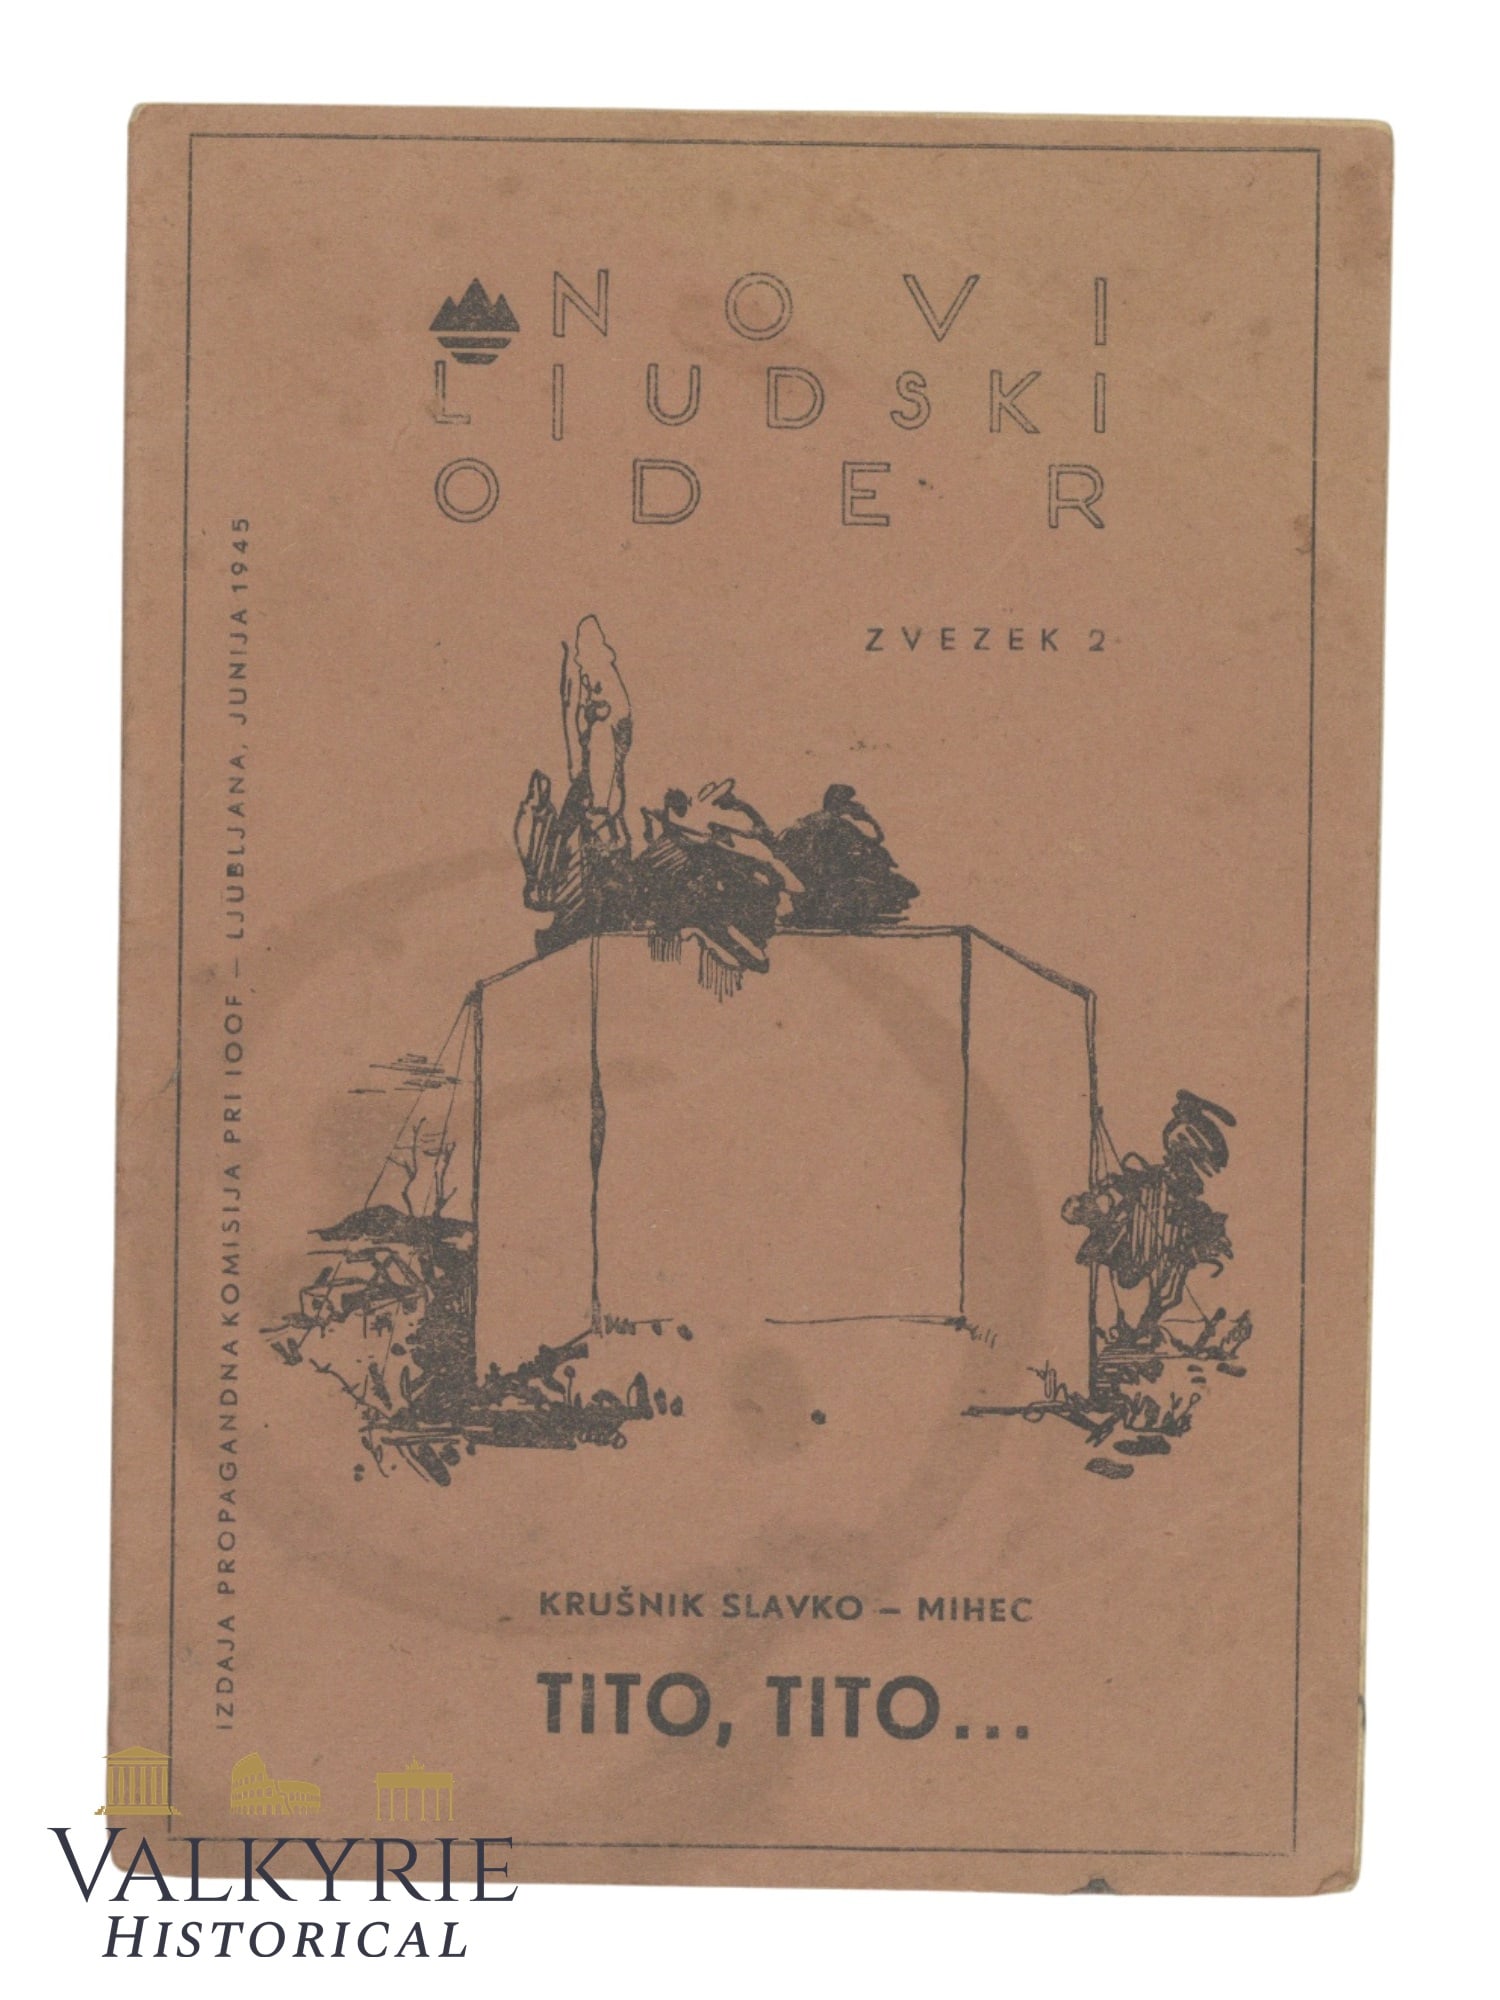 NOVI
LJUDSKI
ODER
ZVEZEK 2
IZDAJA PROPAGANDNA KOMISIJA PRI IOOF – LJUBLJANA, JUNIJA 1945
KRUŠNIK SLAVKO – MIHEC
TITO, TITO...
VALKYRIE
HISTORICAL